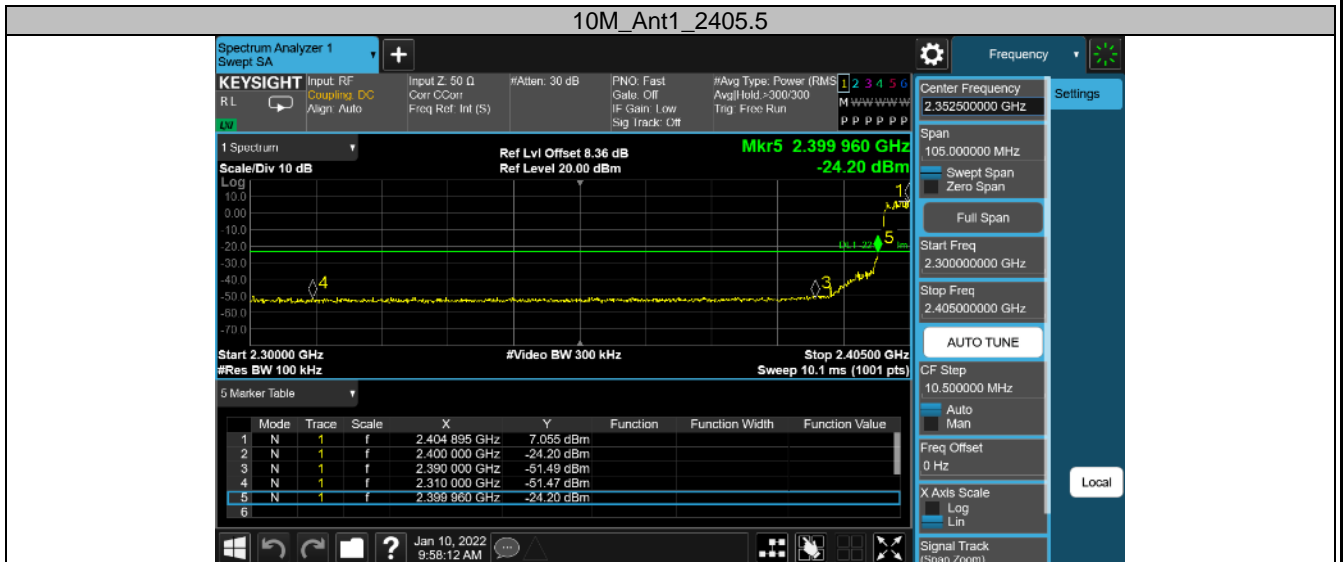 10M_Ant1_2405.5
Spectrum Analyzer 1
Swept SA
+
Frequency
KEYSIGHT
RL
LXI
Input: RF
Coupling: DC
Align: Auto
Input Z: 50 Ω
Corr CCorr
Freq Ref: Int (S)
#Atten: 30 dB
PNO: Fast
Gate: Off
IF Gain: Low
Sig Track: Off
#Avg Type: Power (RMS
Avg|Hold:>300/300
Trig: Free Run
1 2 3 4 5 6
M W W W W W
P P P P P P
1 Spectrum
Scale/Div 10 dB
Ref Lvl Offset 8.36 dB
Ref Level 20.00 dBm
Mkr5 2.399 960 GHz
-24.20 dBm
Log
10.0
0.00
-10.0
-20.0
-30.0
-40.0
-50.0
-60.0
-70.0
1
5
4
3
Start 2.30000 GHz
#Res BW 100 kHz
#Video BW 300 kHz
Stop 2.40500 GHz
Sweep 10.1 ms (1001 pts)
5 Marker Table
Mode Trace Scale X Y Function Function Width Function Value
1 N 1 f 2.404 895 GHz 7.055 dBm
2 N 1 f 2.400 000 GHz -24.20 dBm
3 N 1 f 2.390 000 GHz -51.49 dBm
4 N 1 f 2.310 000 GHz -51.47 dBm
5 N 1 f 2.399 960 GHz -24.20 dBm
6
?
Jan 10, 2022
9:58:12 AM
Center Frequency
2.352500000 GHz
Settings
Span
105.000000 MHz
Swept Span
Zero Span
Full Span
Start Freq
2.300000000 GHz
Stop Freq
2.405000000 GHz
AUTO TUNE
CF Step
10.500000 MHz
Auto
Man
Freq Offset
0 Hz
X Axis Scale
Log
Lin
Local
Signal Track
(Span Zoom)